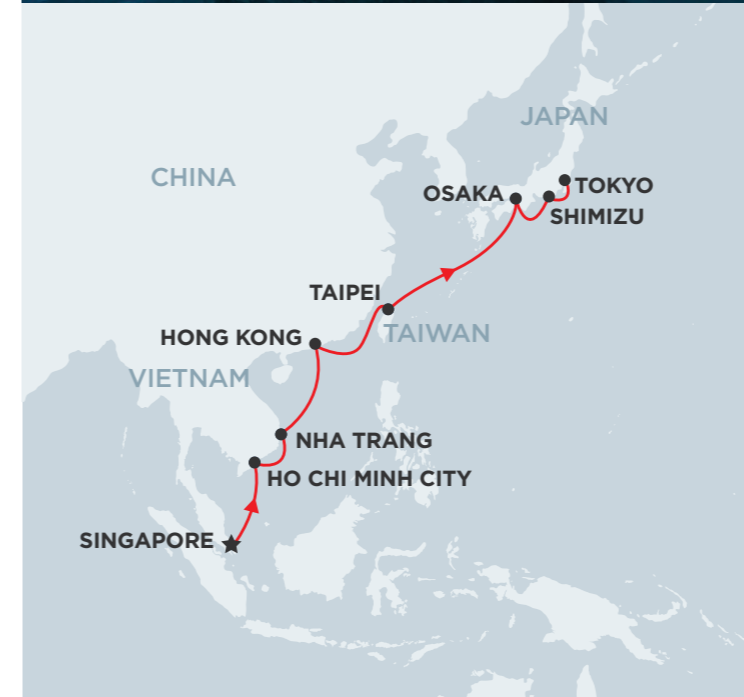 JAPAN
CHINA
TOKYO
OSAKA
SHIMIZU
TAIPEI
TAIWAN
HONG KONG
VIETNAM
NHA TRANG
HO CHI MINH CITY
SINGAPORE